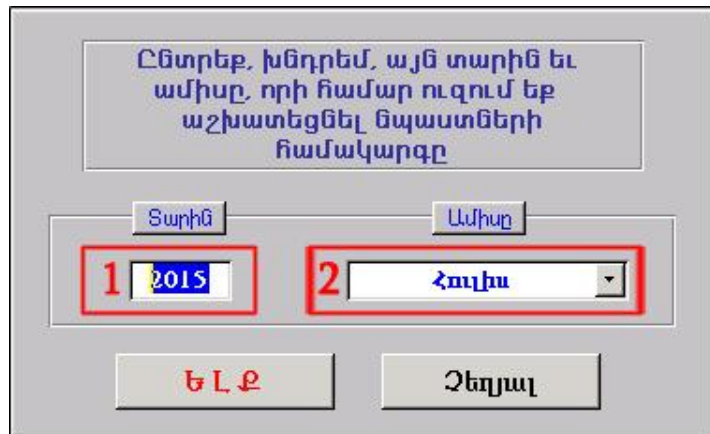 Ընտրեք, խնդրեմ, այն տարին եւ
ամիսը, որի համար ուզում եք
աշխատեցնել նպաստների
համակարգը
Տարին Ամիսը
1 2015 2 Հուլիս
Ե Լ Ք Չեղյալ